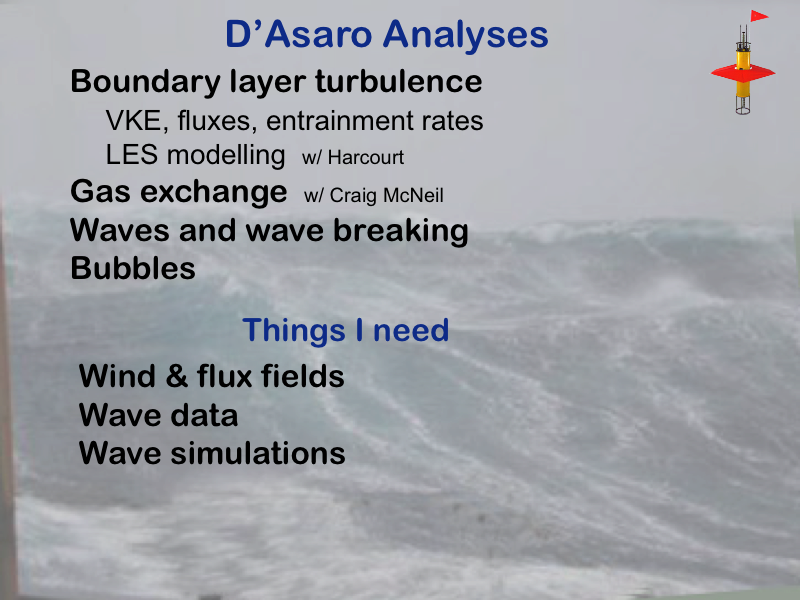 D’Asaro Analyses
Boundary layer turbulence
VKE, fluxes, entrainment rates
LES modelling w/ Harcourt
Gas exchange w/ Craig McNeil
Waves and wave breaking
Bubbles
Things I need
Wind & flux fields
Wave data
Wave simulations